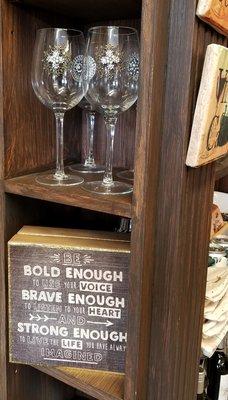 BE
BOLD ENOUGH
TO USE YOUR VOICE
BRAVE ENOUGH
TO LISTEN TO YOUR HEART
AND
STRONG ENOUGH
TO LIVE THE LIFE YOU HAVE ALWAYS
IMAGINED